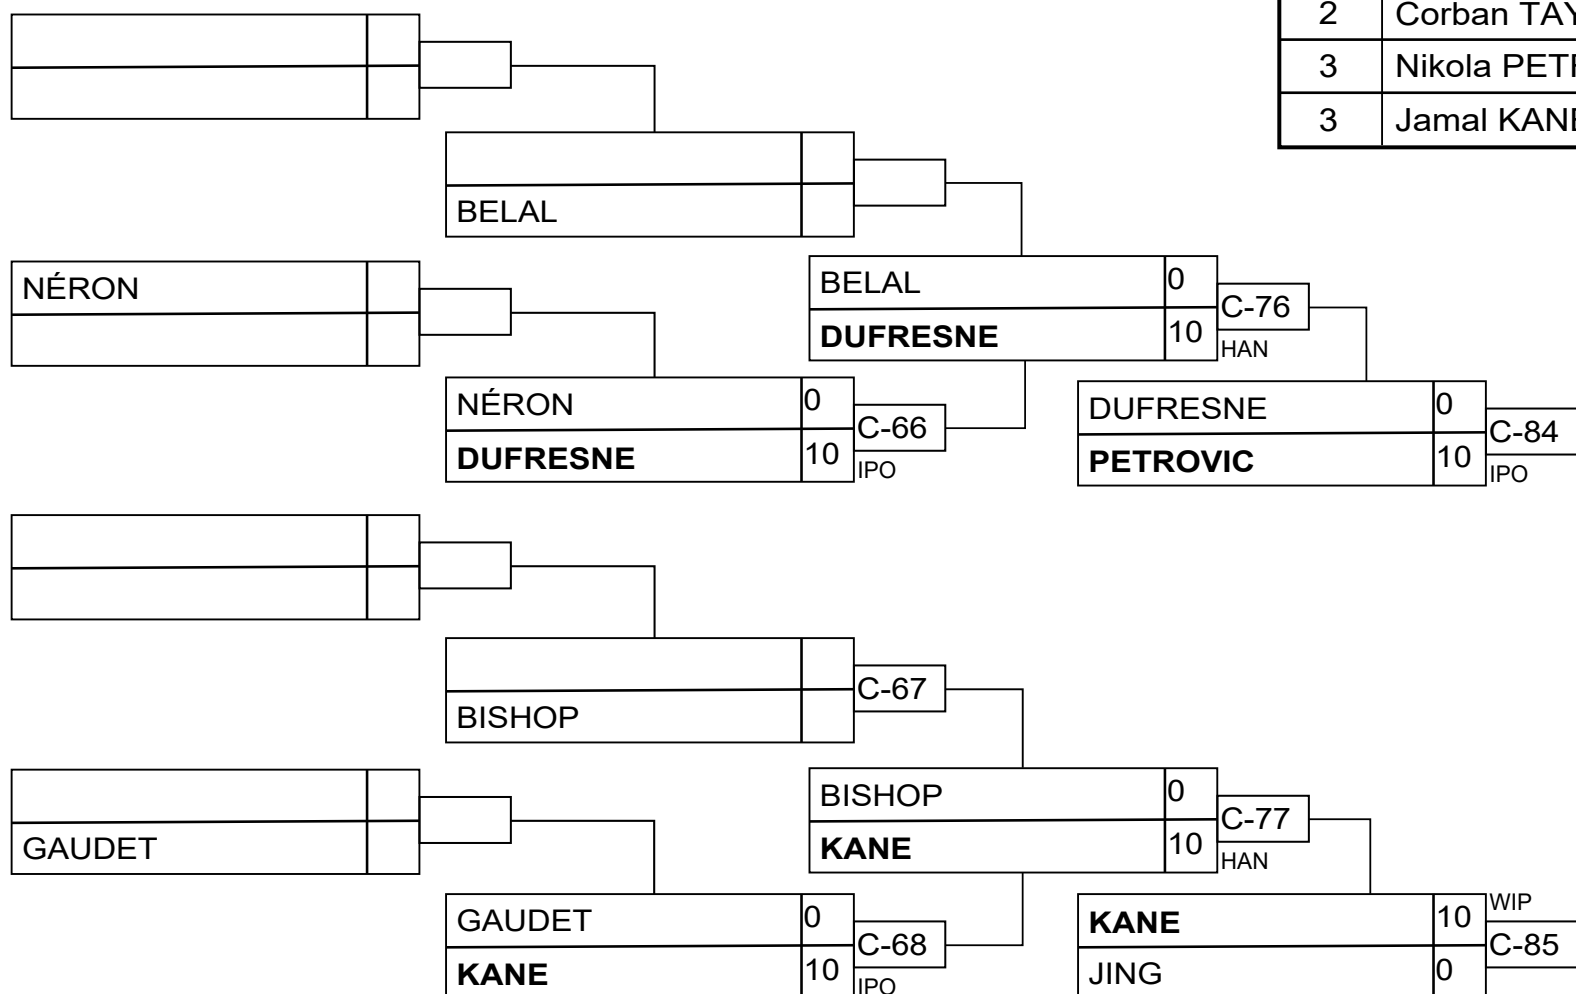 2 Corban TAY
3 Nikola PET
3 Jamal KANE
BELAL
NÉRON
BELAL 0
C-76
DUFRESNE 10
HAN
NÉRON 0
C-66
DUFRESNE 10
IPO
DUFRESNE 0
C-84
PETROVIC 10
IPO
C-67
BISHOP
BISHOP 0
C-77
KANE 10
HAN
GAUDET
GAUDET 0
C-68
KANE 10
IPO
KANE 10
WIP
C-85
JING 0